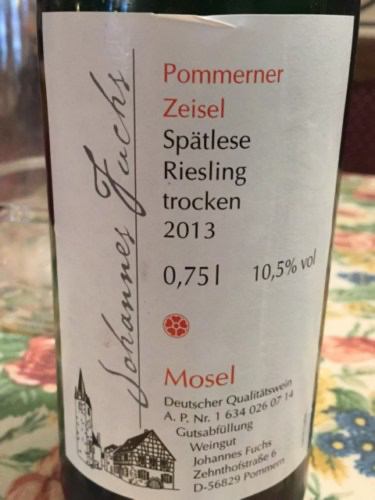 Johannes Fuchs
Pommerner
Zeisel
Spätlese
Riesling
trocken
2013
0,75 l 10,5% vol
Mosel
Deutscher Qualitätswein
A. P. Nr. 1 634 026 07 14
Gutsabfüllung
Weingut
Johannes Fuchs
Zehnthofstraße 6
D-56829 Pommern